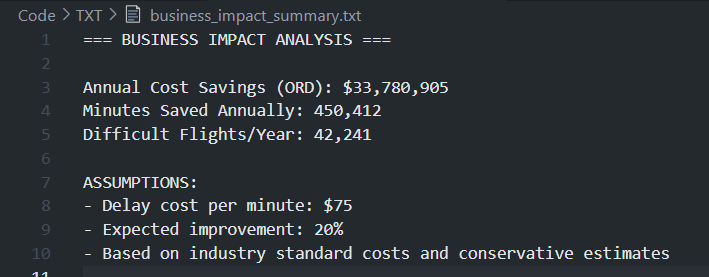 Code > TXT > business_impact_summary.txt
1 === BUSINESS IMPACT ANALYSIS ===
2
3 Annual Cost Savings (ORD): $33,780,905
4 Minutes Saved Annually: 450,412
5 Difficult Flights/Year: 42,241
6
7 ASSUMPTIONS:
8 - Delay cost per minute: $75
9 - Expected improvement: 20%
10 - Based on industry standard costs and conservative estimates
11